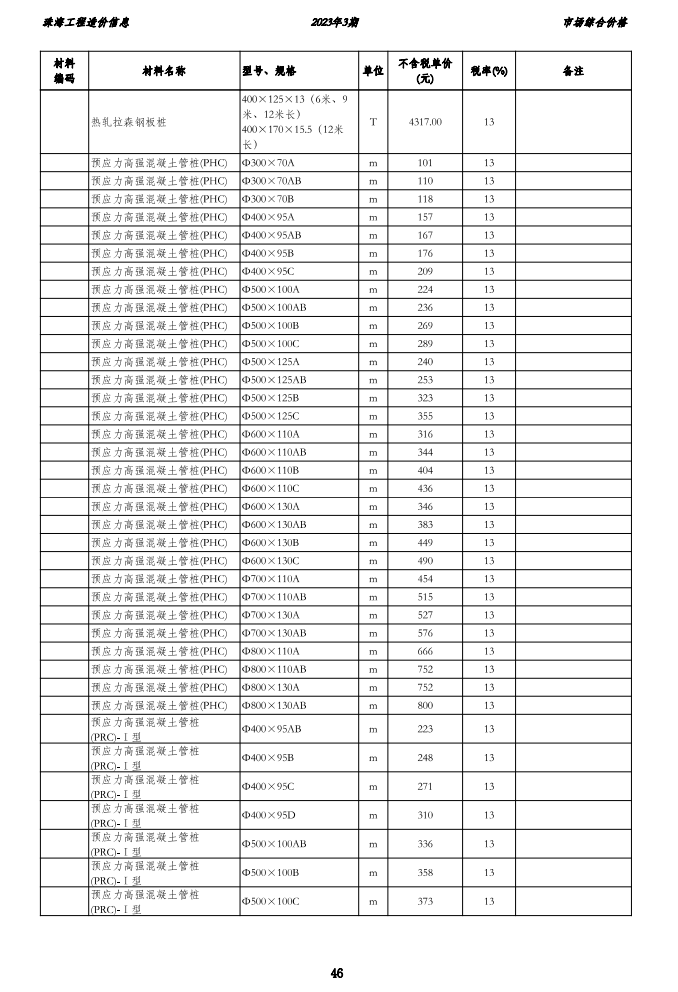 珠海工程造价信息 2023年3期 市场综合价格
材料编码 材料名称 型号、规格 单位 不含税单价(元) 税率(%) 备注
热轧拉森钢板桩 400×125×13（6米、9米、12米长）400×170×15.5（12米长） T 4317.00 13
预应力高强混凝土管桩(PHC) Φ300×70A m 101 13
预应力高强混凝土管桩(PHC) Φ300×70AB m 110 13
预应力高强混凝土管桩(PHC) Φ300×70B m 118 13
预应力高强混凝土管桩(PHC) Φ400×95A m 157 13
预应力高强混凝土管桩(PHC) Φ400×95AB m 167 13
预应力高强混凝土管桩(PHC) Φ400×95B m 176 13
预应力高强混凝土管桩(PHC) Φ400×95C m 209 13
预应力高强混凝土管桩(PHC) Φ500×100A m 224 13
预应力高强混凝土管桩(PHC) Φ500×100AB m 236 13
预应力高强混凝土管桩(PHC) Φ500×100B m 269 13
预应力高强混凝土管桩(PHC) Φ500×100C m 289 13
预应力高强混凝土管桩(PHC) Φ500×125A m 240 13
预应力高强混凝土管桩(PHC) Φ500×125AB m 253 13
预应力高强混凝土管桩(PHC) Φ500×125B m 323 13
预应力高强混凝土管桩(PHC) Φ500×125C m 355 13
预应力高强混凝土管桩(PHC) Φ600×110A m 316 13
预应力高强混凝土管桩(PHC) Φ600×110AB m 344 13
预应力高强混凝土管桩(PHC) Φ600×110B m 404 13
预应力高强混凝土管桩(PHC) Φ600×110C m 436 13
预应力高强混凝土管桩(PHC) Φ600×130A m 346 13
预应力高强混凝土管桩(PHC) Φ600×130AB m 383 13
预应力高强混凝土管桩(PHC) Φ600×130B m 449 13
预应力高强混凝土管桩(PHC) Φ600×130C m 490 13
预应力高强混凝土管桩(PHC) Φ700×110A m 454 13
预应力高强混凝土管桩(PHC) Φ700×110AB m 515 13
预应力高强混凝土管桩(PHC) Φ700×130A m 527 13
预应力高强混凝土管桩(PHC) Φ700×130AB m 576 13
预应力高强混凝土管桩(PHC) Φ800×110A m 666 13
预应力高强混凝土管桩(PHC) Φ800×110AB m 752 13
预应力高强混凝土管桩(PHC) Φ800×130A m 752 13
预应力高强混凝土管桩(PHC) Φ800×130AB m 800 13
预应力高强混凝土管桩(PRC)-Ⅰ型 Φ400×95AB m 223 13
预应力高强混凝土管桩(PRC)-Ⅰ型 Φ400×95B m 248 13
预应力高强混凝土管桩(PRC)-Ⅰ型 Φ400×95C m 271 13
预应力高强混凝土管桩(PRC)-Ⅰ型 Φ400×95D m 310 13
预应力高强混凝土管桩(PRC)-Ⅰ型 Φ500×100AB m 336 13
预应力高强混凝土管桩(PRC)-Ⅰ型 Φ500×100B m 358 13
预应力高强混凝土管桩(PRC)-Ⅰ型 Φ500×100C m 373 13
46